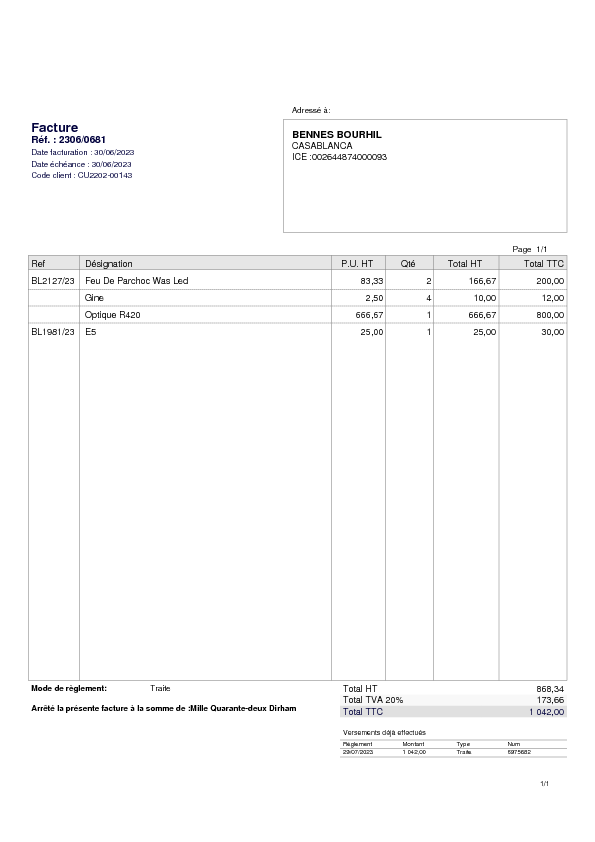 Adressé à:
Facture
Réf. : 2306/0681
Date facturation : 30/06/2023
Date échéance : 30/06/2023
Code client : CU2202-00143
BENNES BOURHIL
CASABLANCA
ICE :002644874000093
Page 1/1
Ref Désignation P.U. HT Qté Total HT Total TTC
BL2127/23 Feu De Parchoc Was Led 83,33 2 166,67 200,00
Gine 2,50 4 10,00 12,00
Optique R420 666,67 1 666,67 800,00
BL1981/23 E5 25,00 1 25,00 30,00
Mode de règlement: Traite
Arrêté la présente facture à la somme de :Mille Quarante-deux Dirham
Total HT 868,34
Total TVA 20% 173,66
Total TTC 1 042,00
Versements déjà effectués
Règlement Montant Type Num
29/07/2023 1 042,00 Traite 5975682
1/1